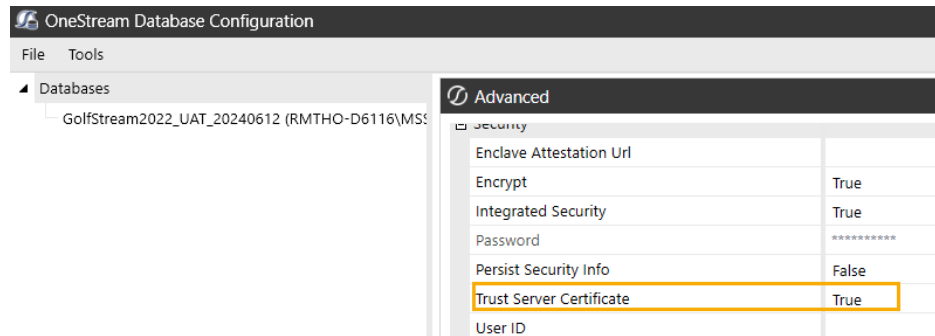 OneStream Database Configuration
File Tools
Databases
GolfStream2022_UAT_20240612 (RMTHO-D6116\MSS
Advanced
Security
Enclave Attestation Url
Encrypt True
Integrated Security True
Password **********
Persist Security Info False
Trust Server Certificate True
User ID